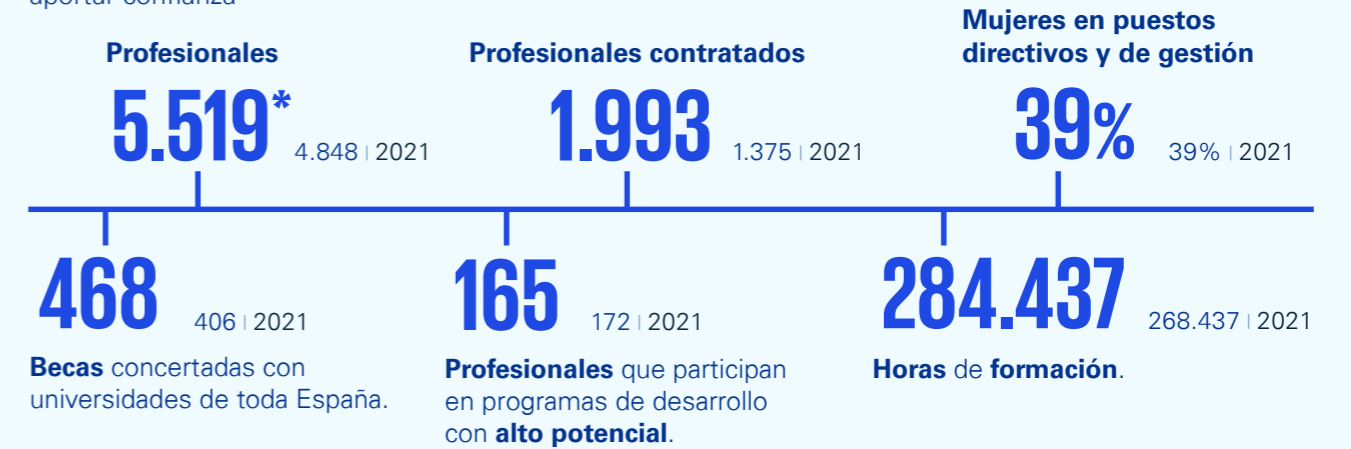 aportar confianza
Profesionales
5.519*
4.848 | 2021
Profesionales contratados
1.993
1.375 | 2021
Mujeres en puestos
directivos y de gestión
39%
39% | 2021
468
406 | 2021
Becas concertadas con
universidades de toda España.
165
172 | 2021
Profesionales que participan
en programas de desarrollo
con alto potencial.
284.437
268.437 | 2021
Horas de formación.